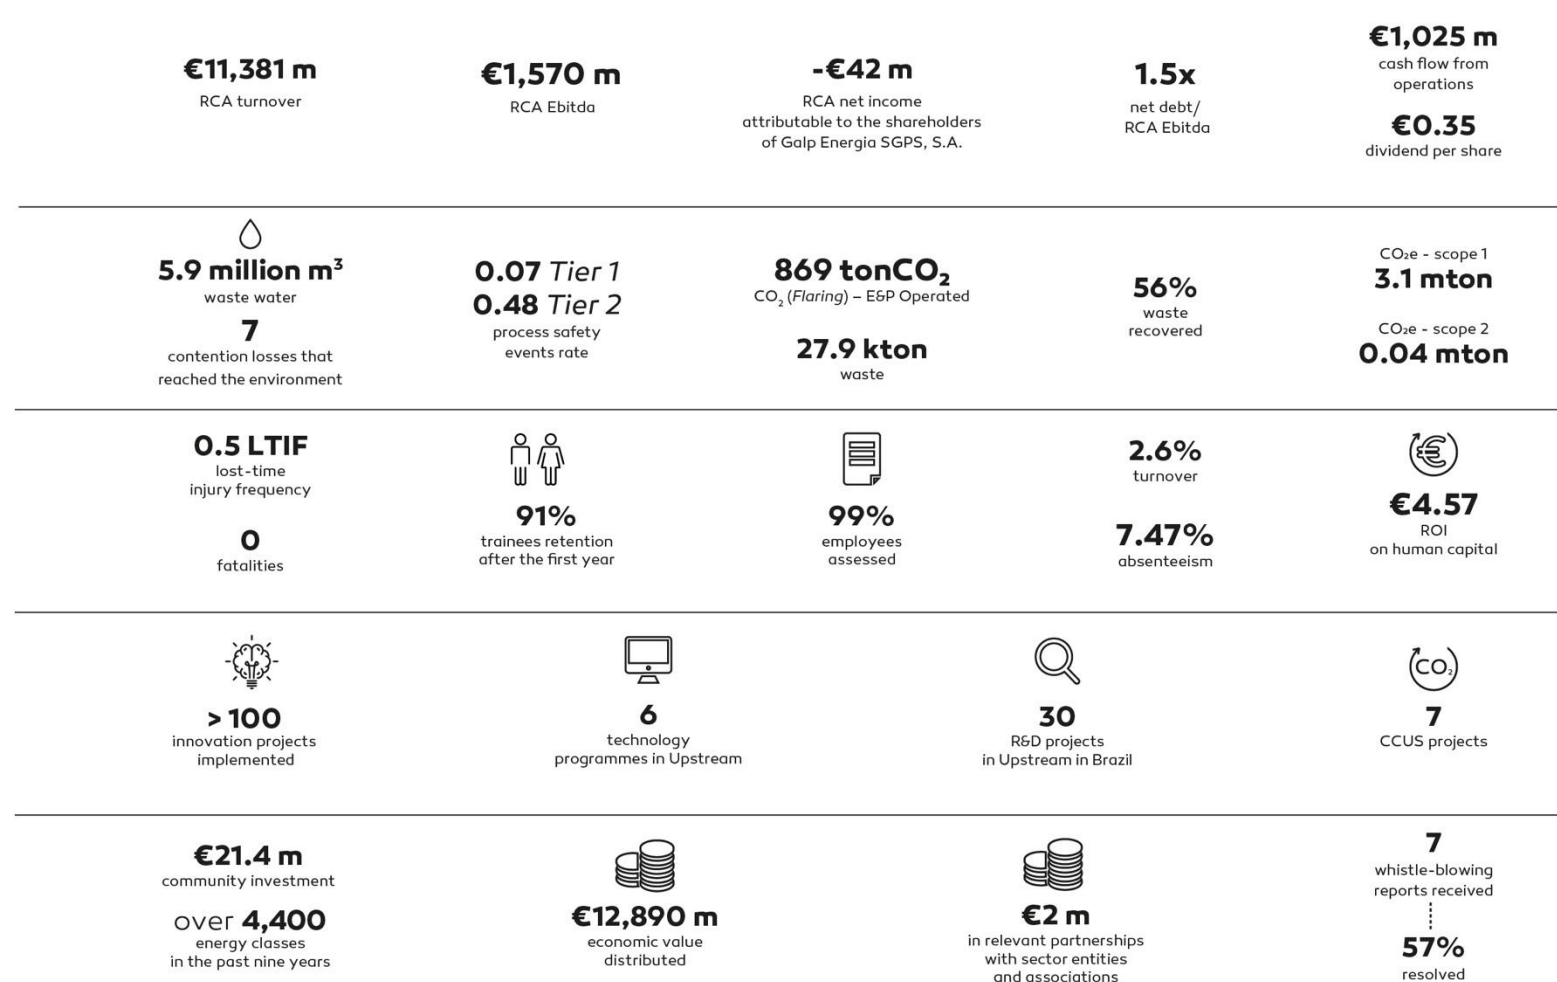 €11,381 m
RCA turnover
€1,570 m
RCA Ebitda
-€42 m
RCA net income
attributable to the shareholders
of Galp Energia SGPS, S.A.
1.5x
net debt/
RCA Ebitda
€1,025 m
cash flow from
operations
€0.35
dividend per share
5.9 million m³
waste water
7
contention losses that
reached the environment
0.07 Tier 1
0.48 Tier 2
process safety
events rate
869 tonCO₂
CO₂ (Flaring) – E&P Operated
27.9 kton
waste
56%
waste
recovered
CO₂e - scope 1
3.1 mton
CO₂e - scope 2
0.04 mton
0.5 LTIF
lost-time
injury frequency
0
fatalities
91%
trainees retention
after the first year
99%
employees
assessed
2.6%
turnover
7.47%
absenteeism
€
€4.57
ROI
on human capital
> 100
innovation projects
implemented
6
technology
programmes in Upstream
30
R&D projects
in Upstream in Brazil
CO₂
7
CCUS projects
€21.4 m
community investment
over 4,400
energy classes
in the past nine years
€12,890 m
economic value
distributed
€2 m
in relevant partnerships
with sector entities
and associations
7
whistle-blowing
reports received
57%
resolved